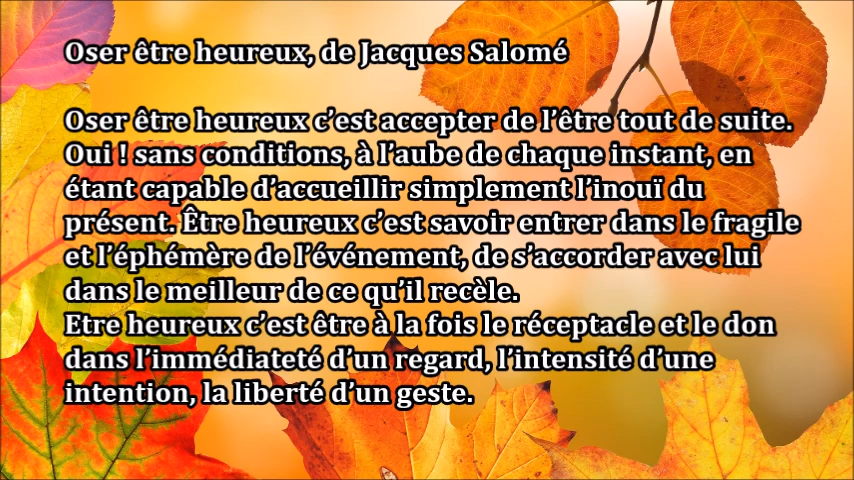 Oser être heureux, de Jacques Salomé
Oser être heureux c’est accepter de l’être tout de suite.
Oui ! sans conditions, à l’aube de chaque instant, en
étant capable d’accueillir simplement l’inouï du
présent. Être heureux c’est savoir entrer dans le fragile
et l’éphémère de l’événement, de s’accorder avec lui
dans le meilleur de ce qu’il recèle.
Etre heureux c’est être à la fois le réceptacle et le don
dans l’immédiateté d’un regard, l’intensité d’une
intention, la liberté d’un geste.